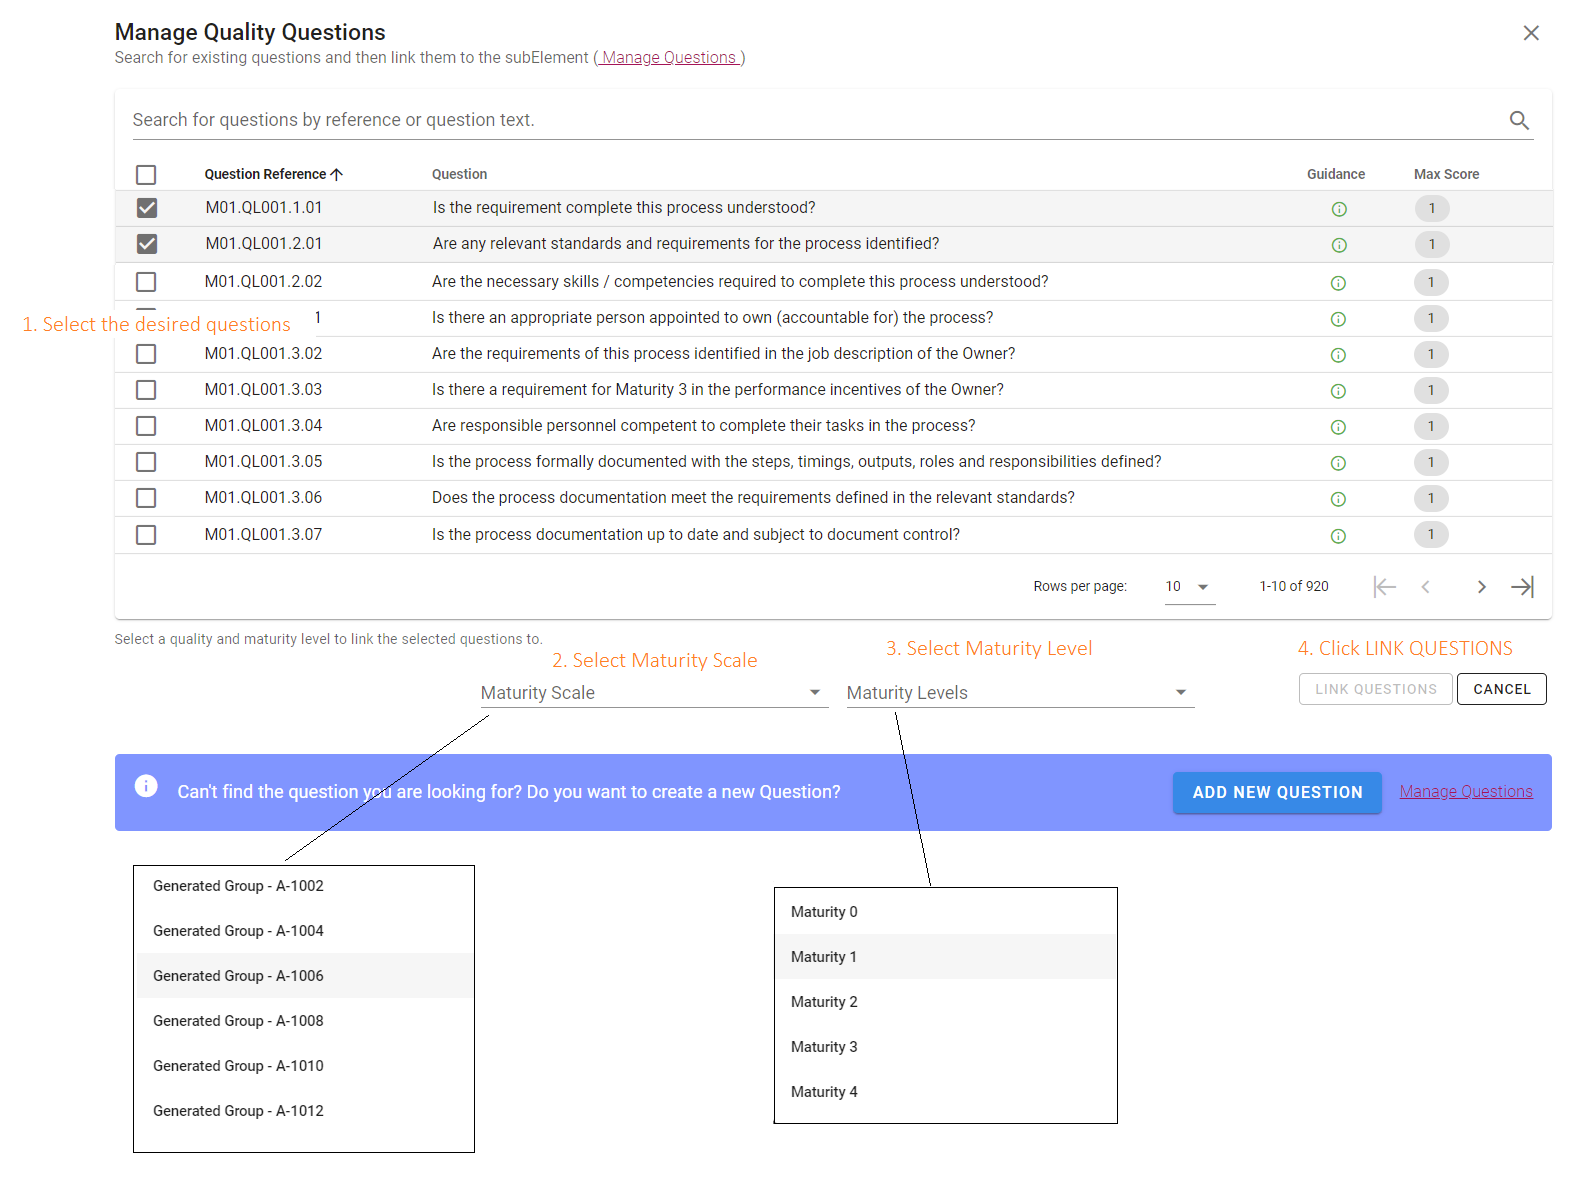 Manage Quality Questions
Search for existing questions and then link them to the subElement ( Manage Questions )
Search for questions by reference or question text.
Question Reference Question Guidance Max Score
M01.QL001.1.01 Is the requirement complete this process understood? 1
M01.QL001.2.01 Are any relevant standards and requirements for the process identified? 1
M01.QL001.2.02 Are the necessary skills / competencies required to complete this process understood? 1
1. Select the desired questions 1 Is there an appropriate person appointed to own (accountable for) the process? 1
M01.QL001.3.02 Are the requirements of this process identified in the job description of the Owner? 1
M01.QL001.3.03 Is there a requirement for Maturity 3 in the performance incentives of the Owner? 1
M01.QL001.3.04 Are responsible personnel competent to complete their tasks in the process? 1
M01.QL001.3.05 Is the process formally documented with the steps, timings, outputs, roles and responsibilities defined? 1
M01.QL001.3.06 Does the process documentation meet the requirements defined in the relevant standards? 1
M01.QL001.3.07 Is the process documentation up to date and subject to document control? 1
Rows per page: 10 1-10 of 920
Select a quality and maturity level to link the selected questions to.
2. Select Maturity Scale 3. Select Maturity Level 4. Click LINK QUESTIONS
Maturity Scale Maturity Levels LINK QUESTIONS CANCEL
Can't find the question you are looking for? Do you want to create a new Question? ADD NEW QUESTION Manage Questions
Generated Group - A-1002
Generated Group - A-1004
Generated Group - A-1006
Generated Group - A-1008
Generated Group - A-1010
Generated Group - A-1012
Maturity 0
Maturity 1
Maturity 2
Maturity 3
Maturity 4